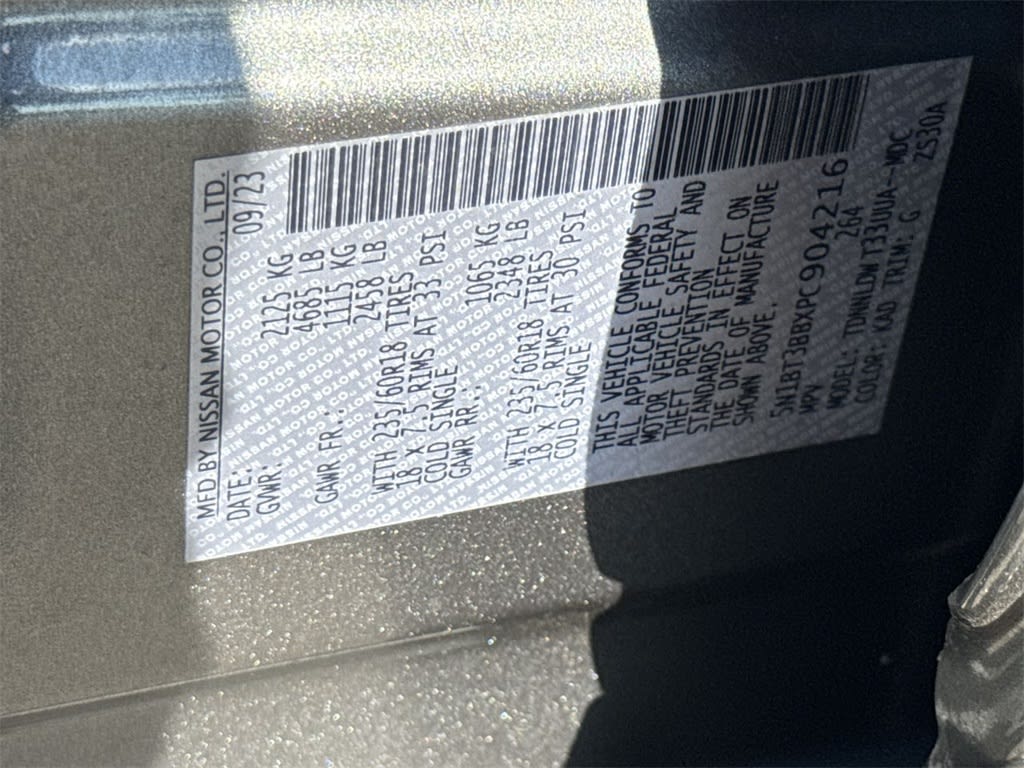 MFD BY NISSAN MOTOR CO., LTD.
DATE: 09/23
GVWR: 2125 KG
4685 LB
GAWR FR.: 1115 KG
2458 LB
WITH 235/60R18 TIRES
18 X 7.5 RIMS AT 33 PSI
COLD SINGLE
GAWR RR.: 1065 KG
2348 LB
WITH 235/60R18 TIRES
18 X 7.5 RIMS AT 30 PSI
COLD SINGLE
THIS VEHICLE CONFORMS TO
ALL APPLICABLE FEDERAL
MOTOR VEHICLE SAFETY AND
THEFT PREVENTION
STANDARDS IN EFFECT ON
THE DATE OF MANUFACTURE
SHOWN ABOVE.
5N1BT3BBXPC904216
MPV 264
MODEL: TDNNLDWT33UUA-MDC
COLOR: KAD TRIM: G ZS30A